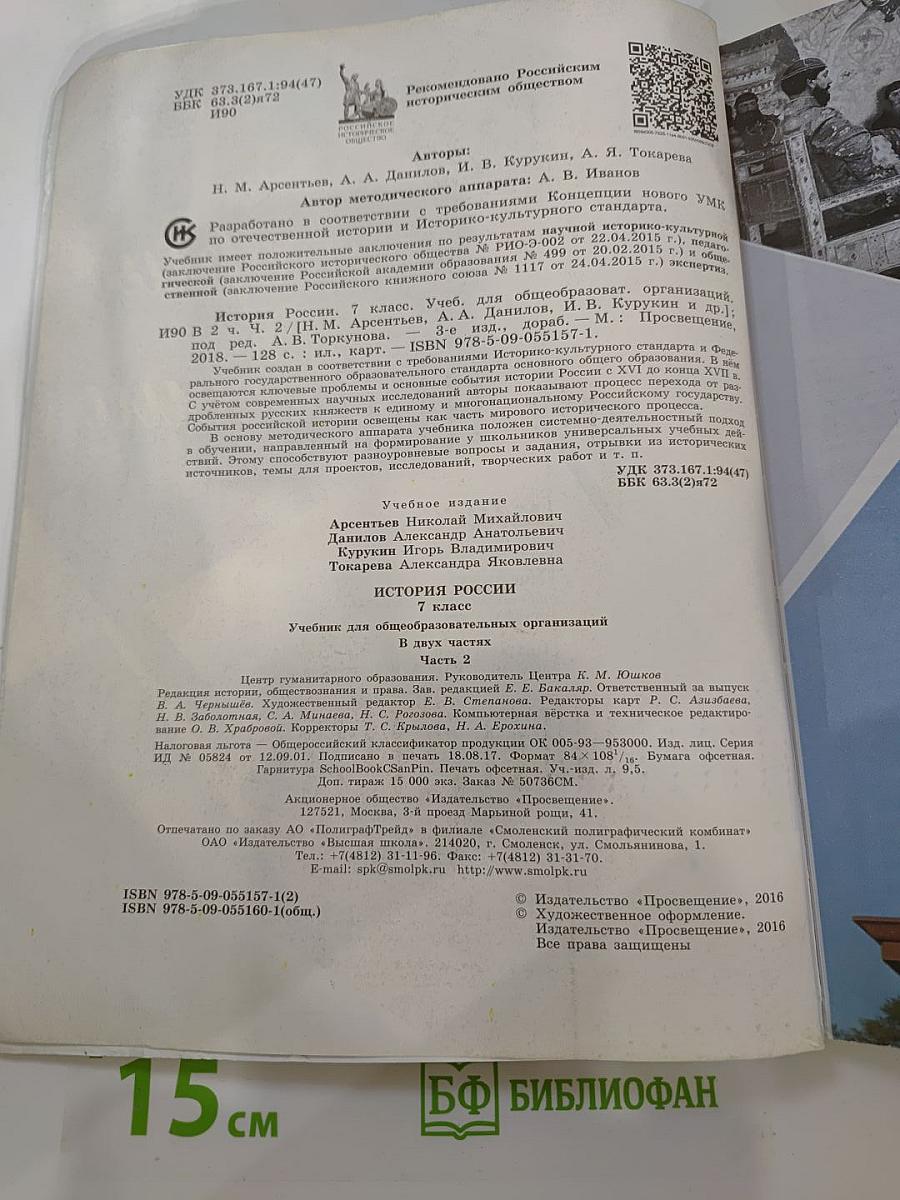 УДК 373.167.1:94(47)
ББК 63.3(2)я72
И90
РОССИЙСКОЕ
ИСТОРИЧЕСКОЕ
ОБЩЕСТВО
Рекомендовано Российским
историческим обществом
Авторы:
Н. М. Арсентьев, А. А. Данилов, И. В. Курукин, А. Я. Токарева
Автор методического аппарата: А. В. Иванов
Разработано в соответствии с требованиями Концепции нового УМК
по отечественной истории и Историко-культурного стандарта.
Учебник имеет положительные заключения по результатам научной историко-культурной
(заключение Российского исторического общества № РИО-Э-002 от 22.04.2015 г.), педаго-
гической (заключение Российской академии образования № 499 от 20.02.2015 г.) и обще-
ственной (заключение Российского книжного союза № 1117 от 24.04.2015 г.) экспертиз.
История России. 7 класс. Учеб. для общеобразоват. организаций.
И90 В 2 ч. Ч. 2 / [Н. М. Арсентьев, А. А. Данилов, И. В. Курукин и др.];
под ред. А. В. Торкунова. — 3-е изд., дораб. — М. : Просвещение,
2018. — 128 с. : ил., карт. — ISBN 978-5-09-055157-1.
Учебник создан в соответствии с требованиями Историко-культурного стандарта и Феде-
рального государственного образовательного стандарта основного общего образования. В нём
освещаются ключевые проблемы и основные события истории России с XVI до конца XVII в.
С учётом современных научных исследований авторы показывают процесс перехода от раз-
дробленных русских княжеств к единому и многонациональному Российскому государству.
События российской истории освещены как часть мирового исторического процесса.
В основу методического аппарата учебника положен системно-деятельностный подход
в обучении, направленный на формирование у школьников универсальных учебных дей-
ствий. Этому способствуют разноуровневые вопросы и задания, отрывки из исторических
источников, темы для проектов, исследований, творческих работ и т. п.
УДК 373.167.1:94(47)
ББК 63.3(2)я72
Учебное издание
Арсентьев Николай Михайлович
Данилов Александр Анатольевич
Курукин Игорь Владимирович
Токарева Александра Яковлевна
ИСТОРИЯ РОССИИ
7 класс
Учебник для общеобразовательных организаций
В двух частях
Часть 2
Центр гуманитарного образования. Руководитель Центра К. М. Юшков
Редакция истории, обществознания и права. Зав. редакцией Е. Е. Бакаляр. Ответственный за выпуск
В. А. Чернышёв. Художественный редактор Е. В. Степанова. Редакторы карт Р. С. Азизбаева,
Н. В. Заболотная, С. А. Минаева, Н. С. Рогозова. Компьютерная вёрстка и техническое редактиро-
вание О. В. Храбровой. Корректоры Т. С. Крылова, Н. А. Ерохина.
Налоговая льгота — Общероссийский классификатор продукции ОК 005-93—953000. Изд. лиц. Серия
ИД № 05824 от 12.09.01. Подписано в печать 18.08.17. Формат 84×108¹/₁₆. Бумага офсетная.
Гарнитура SchoolBookCSanPin. Печать офсетная. Уч.-изд. л. 9,5.
Доп. тираж 15 000 экз. Заказ № 50736СМ.
Акционерное общество «Издательство «Просвещение».
127521, Москва, 3-й проезд Марьиной рощи, 41.
Отпечатано по заказу АО «ПолиграфТрейд» в филиале «Смоленский полиграфический комбинат»
ОАО «Издательство «Высшая школа». 214020, г. Смоленск, ул. Смольянинова, 1.
Тел.: +7(4812) 31-11-96. Факс: +7(4812) 31-31-70.
E-mail: spk@smolpk.ru http://www.smolpk.ru
ISBN 978-5-09-055157-1(2)
ISBN 978-5-09-055160-1(общ.)
© Издательство «Просвещение», 2016
© Художественное оформление.
Издательство «Просвещение», 2016
Все права защищены
15 см
БФ БИБЛИОФАН